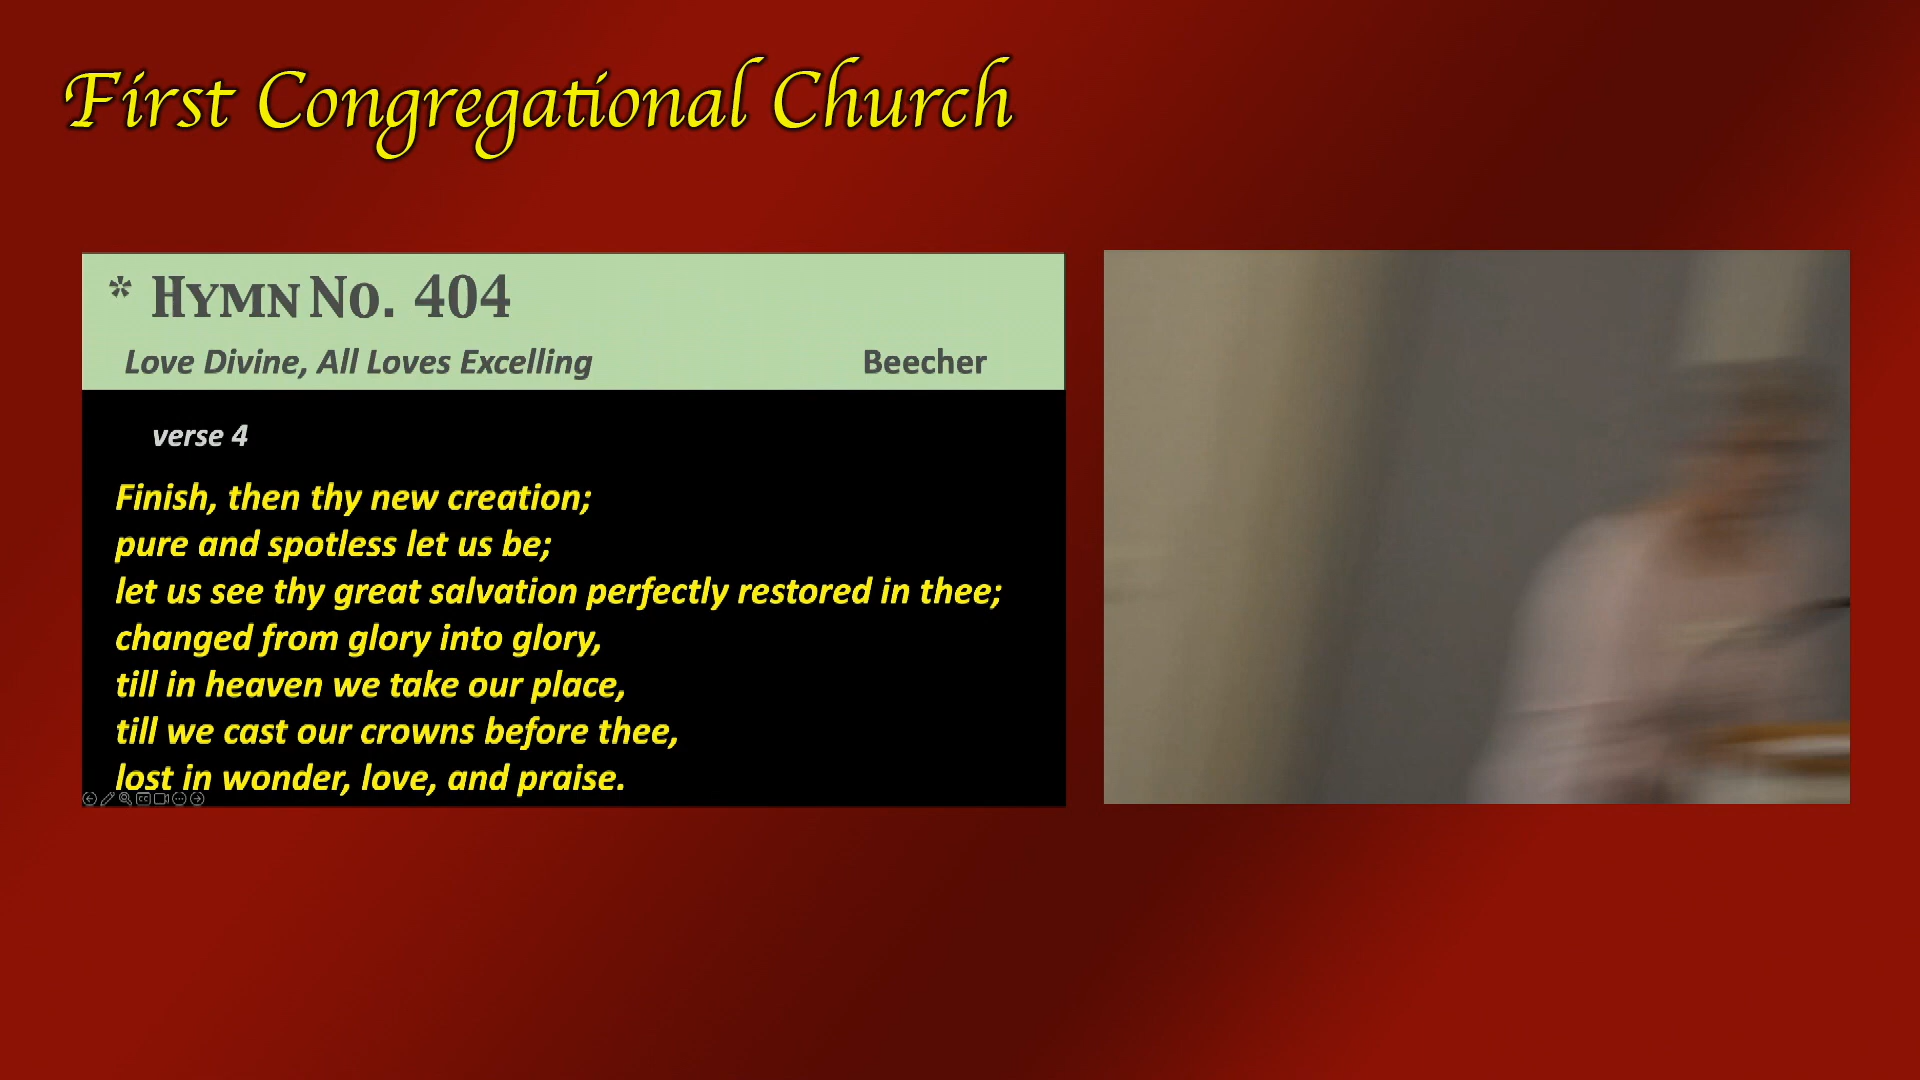 First Congregational Church
* Hymn No. 404
Love Divine, All Loves Excelling Beecher
verse 4
Finish, then thy new creation;
pure and spotless let us be;
let us see thy great salvation perfectly restored in thee;
changed from glory into glory,
till in heaven we take our place,
till we cast our crowns before thee,
lost in wonder, love, and praise.